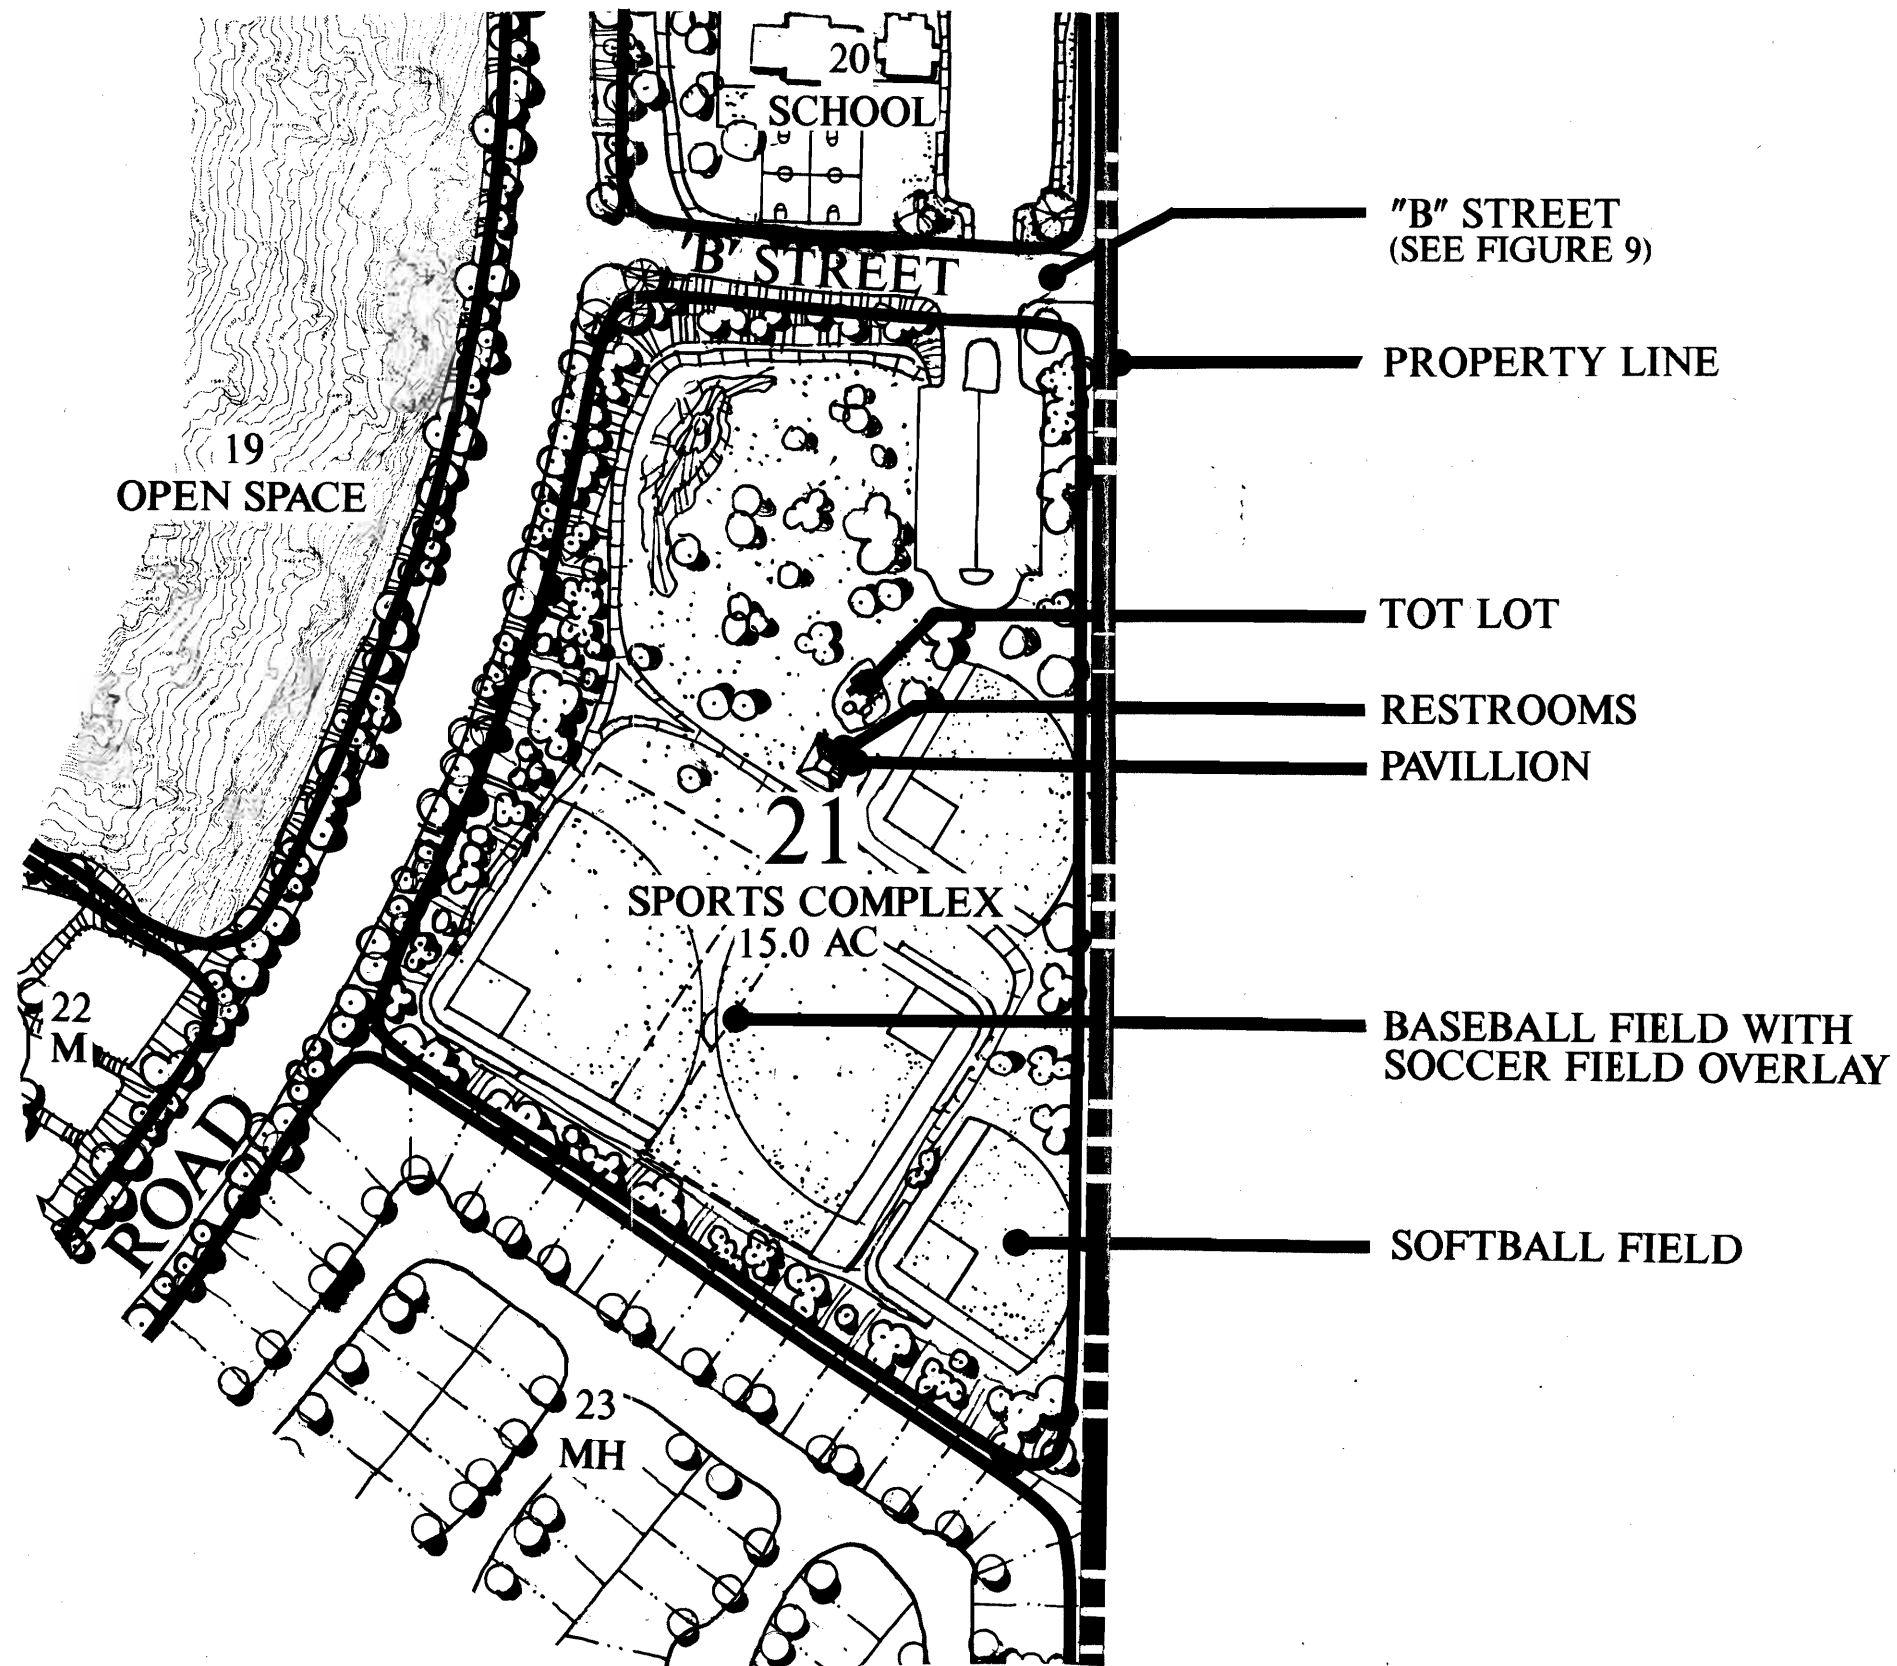 20
SCHOOL
"B" STREET
(SEE FIGURE 9)
'B' STREET
PROPERTY LINE
19
OPEN SPACE
TOT LOT
RESTROOMS
PAVILLION
21
SPORTS COMPLEX
15.0 AC
22
M
BASEBALL FIELD WITH
SOCCER FIELD OVERLAY
ROAD
SOFTBALL FIELD
23
MH